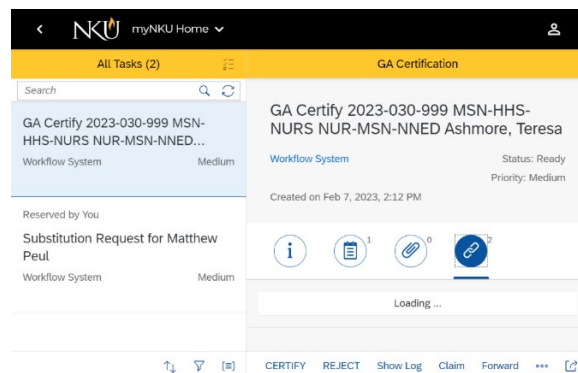 NKU myNKU Home
All Tasks (2)
GA Certification
Search
GA Certify 2023-030-999 MSN-
HHS-NURS NUR-MSN-NNED...
Workflow System Medium
Reserved by You
Substitution Request for Matthew
Peul
Workflow System Medium
GA Certify 2023-030-999 MSN-HHS-
NURS NUR-MSN-NNED Ashmore, Teresa
Workflow System Status: Ready
Priority: Medium
Created on Feb 7, 2023, 2:12 PM
1 0 2
Loading ...
CERTIFY REJECT Show Log Claim Forward